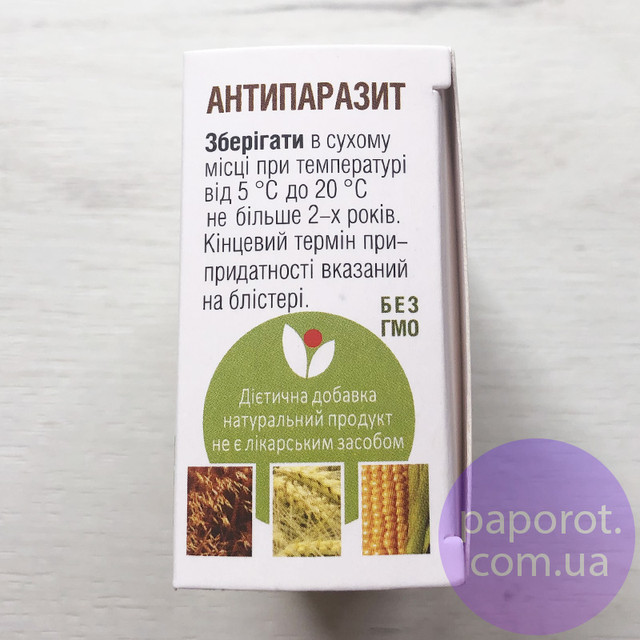 АНТИПАРАЗИТ
Зберігати в сухому
місці при температурі
від 5 °С до 20 °С
не більше 2–х років.
Кінцевий термін при–
придатності вказаний
на блістері.
БЕЗ
ГМО
Дієтична добавка
натуральний продукт
не є лікарським засобом
paporot.
com.ua